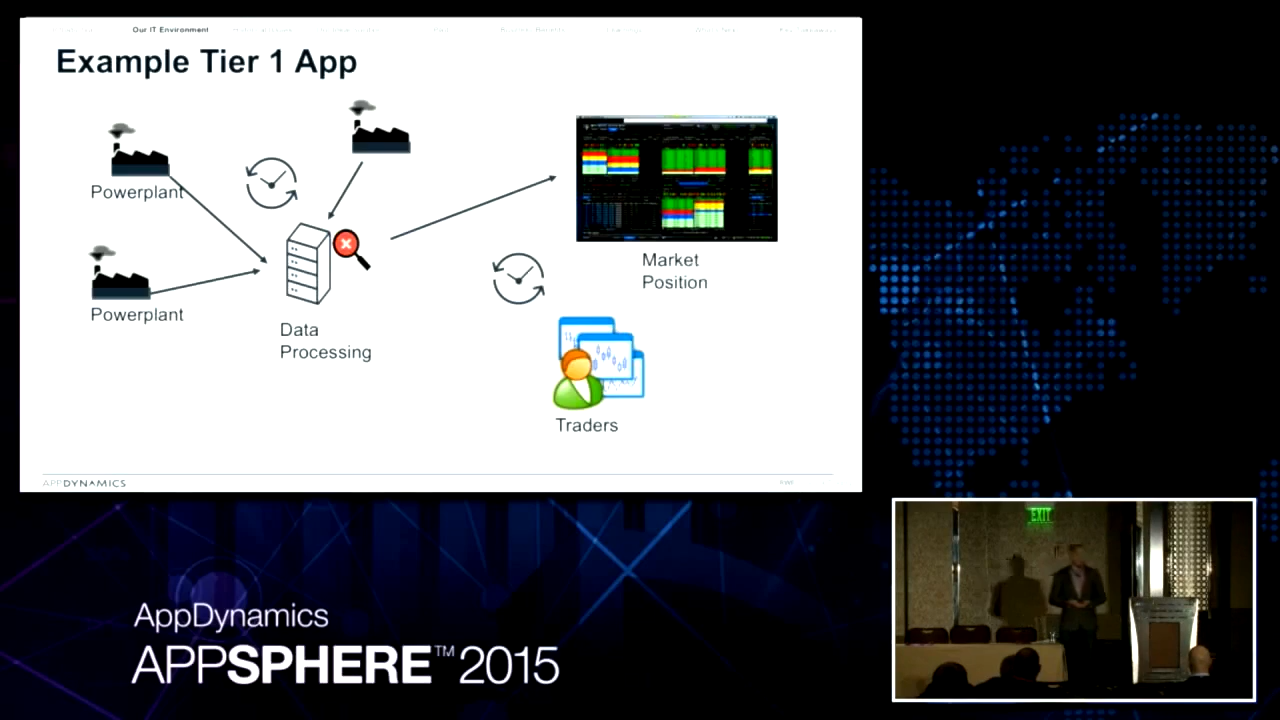 Our IT Environment
Example Tier 1 App
Powerplant
Powerplant
Data
Processing
Market
Position
Traders
APPDYNAMICS
EXIT
AppDynamics
APPSPHERE™ 2015